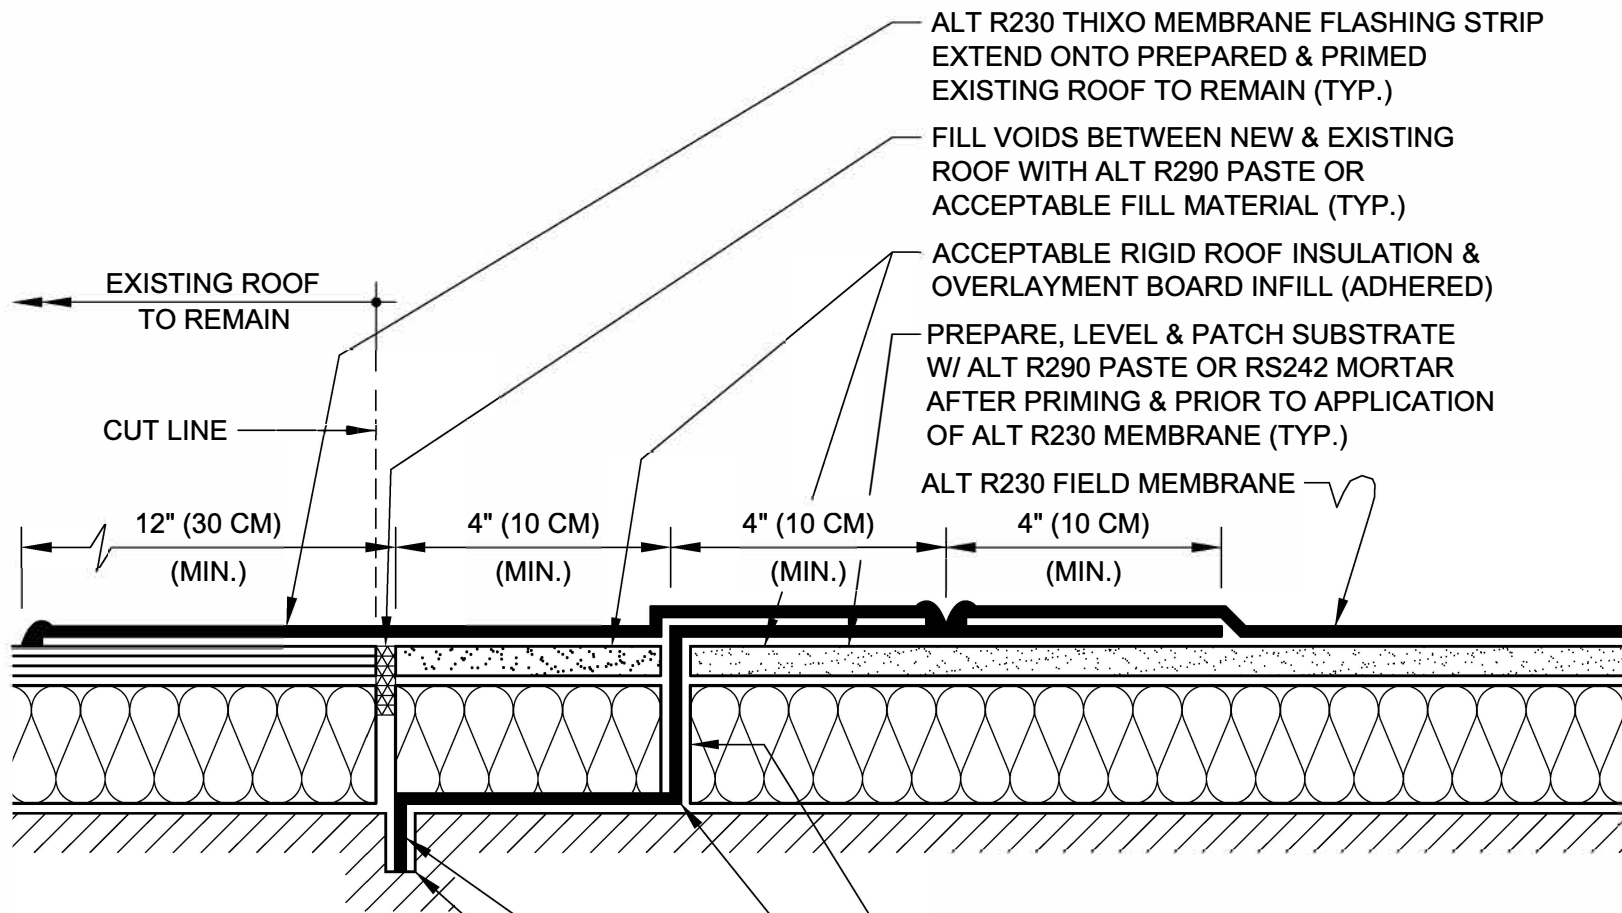 ALT R230 THIXO MEMBRANE FLASHING STRIP
EXTEND ONTO PREPARED & PRIMED
EXISTING ROOF TO REMAIN (TYP.)
FILL VOIDS BETWEEN NEW & EXISTING
ROOF WITH ALT R290 PASTE OR
ACCEPTABLE FILL MATERIAL (TYP.)
ACCEPTABLE RIGID ROOF INSULATION &
OVERLAYMENT BOARD INFILL (ADHERED)
EXISTING ROOF
TO REMAIN
PREPARE, LEVEL & PATCH SUBSTRATE
W/ ALT R290 PASTE OR RS242 MORTAR
AFTER PRIMING & PRIOR TO APPLICATION
OF ALT R230 MEMBRANE (TYP.)
CUT LINE
ALT R230 FIELD MEMBRANE
12" (30 CM)
(MIN.)
4" (10 CM)
(MIN.)
4" (10 CM)
(MIN.)
4" (10 CM)
(MIN.)